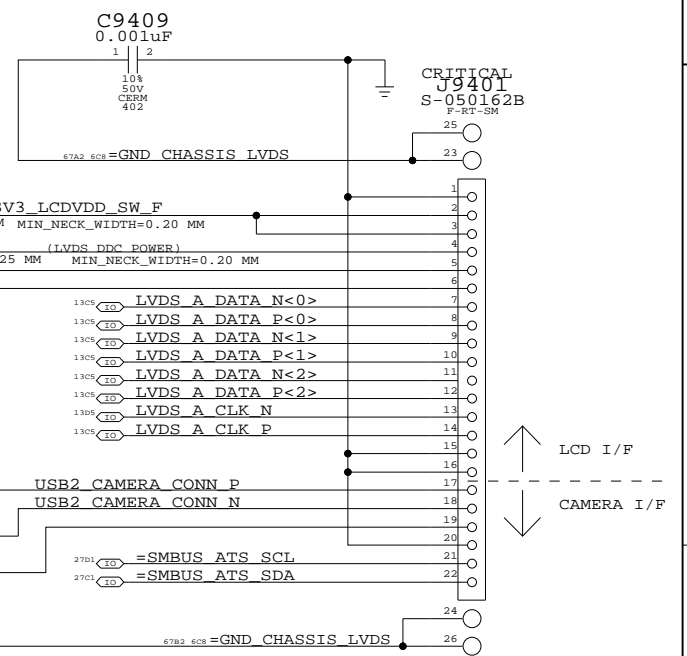 C9409
0.001uF
1 2
10%
50V
CERM
402
CRITICAL
J9401
S-050162B
F-RT-SM
25
67A2 6C8 =GND_CHASSIS_LVDS 23
1
V3_LCDVDD_SW_F 2
M MIN_NECK_WIDTH=0.20 MM 3
(LVDS DDC POWER) 4
25 MM MIN_NECK_WIDTH=0.20 MM 5
6
13C5 IO LVDS_A_DATA_N<0> 7
13C5 IO LVDS_A_DATA_P<0> 8
13C5 IO LVDS_A_DATA_N<1> 9
13C5 IO LVDS_A_DATA_P<1> 10
13C5 IO LVDS_A_DATA_N<2> 11
13C5 IO LVDS_A_DATA_P<2> 12
13D5 IO LVDS_A_CLK_N 13
13C5 IO LVDS_A_CLK_P 14
15
LCD I/F
16
USB2_CAMERA_CONN_P 17
USB2_CAMERA_CONN_N 18
CAMERA I/F
19
20
27D1 IO =SMBUS_ATS_SCL 21
27C1 IO =SMBUS_ATS_SDA 22
24
67B2 6C8 =GND_CHASSIS_LVDS 26